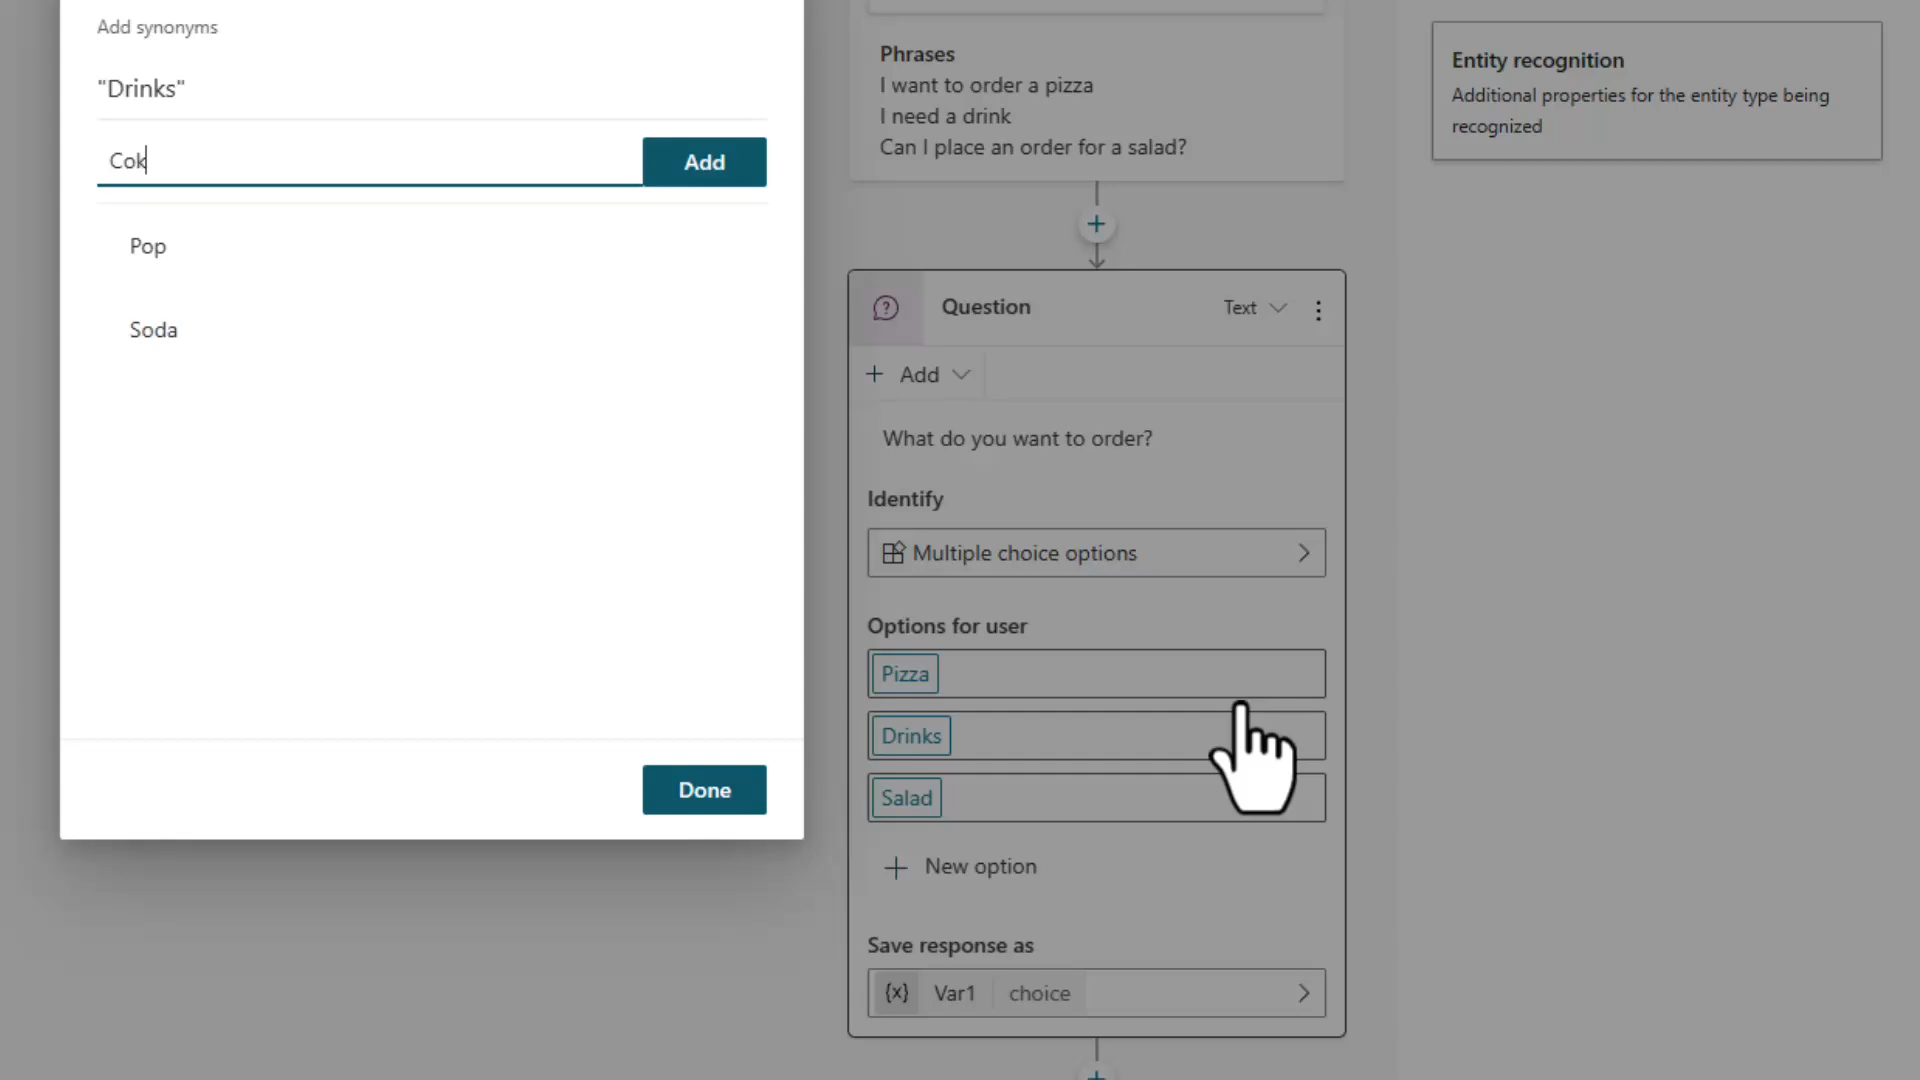 Add synonyms
"Drinks"
Cok
Add
Pop
Soda
Done
Phrases
I want to order a pizza
I need a drink
Can I place an order for a salad?
Question
Text
Add
What do you want to order?
Identify
Multiple choice options
Options for user
Pizza
Drinks
Salad
New option
Save response as
{x} Var1 choice
Entity recognition
Additional properties for the entity type being
recognized